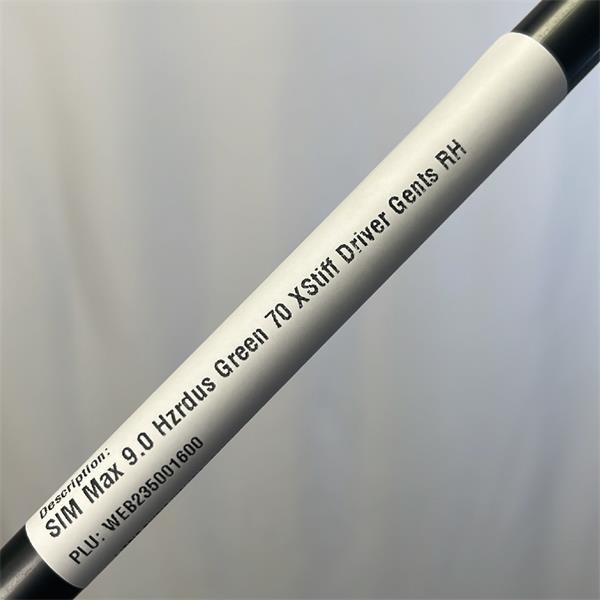 Description:
SIM Max 9.0 Hzrdus Green 70 XStiff Driver Gents RH
PLU: WEB235001600